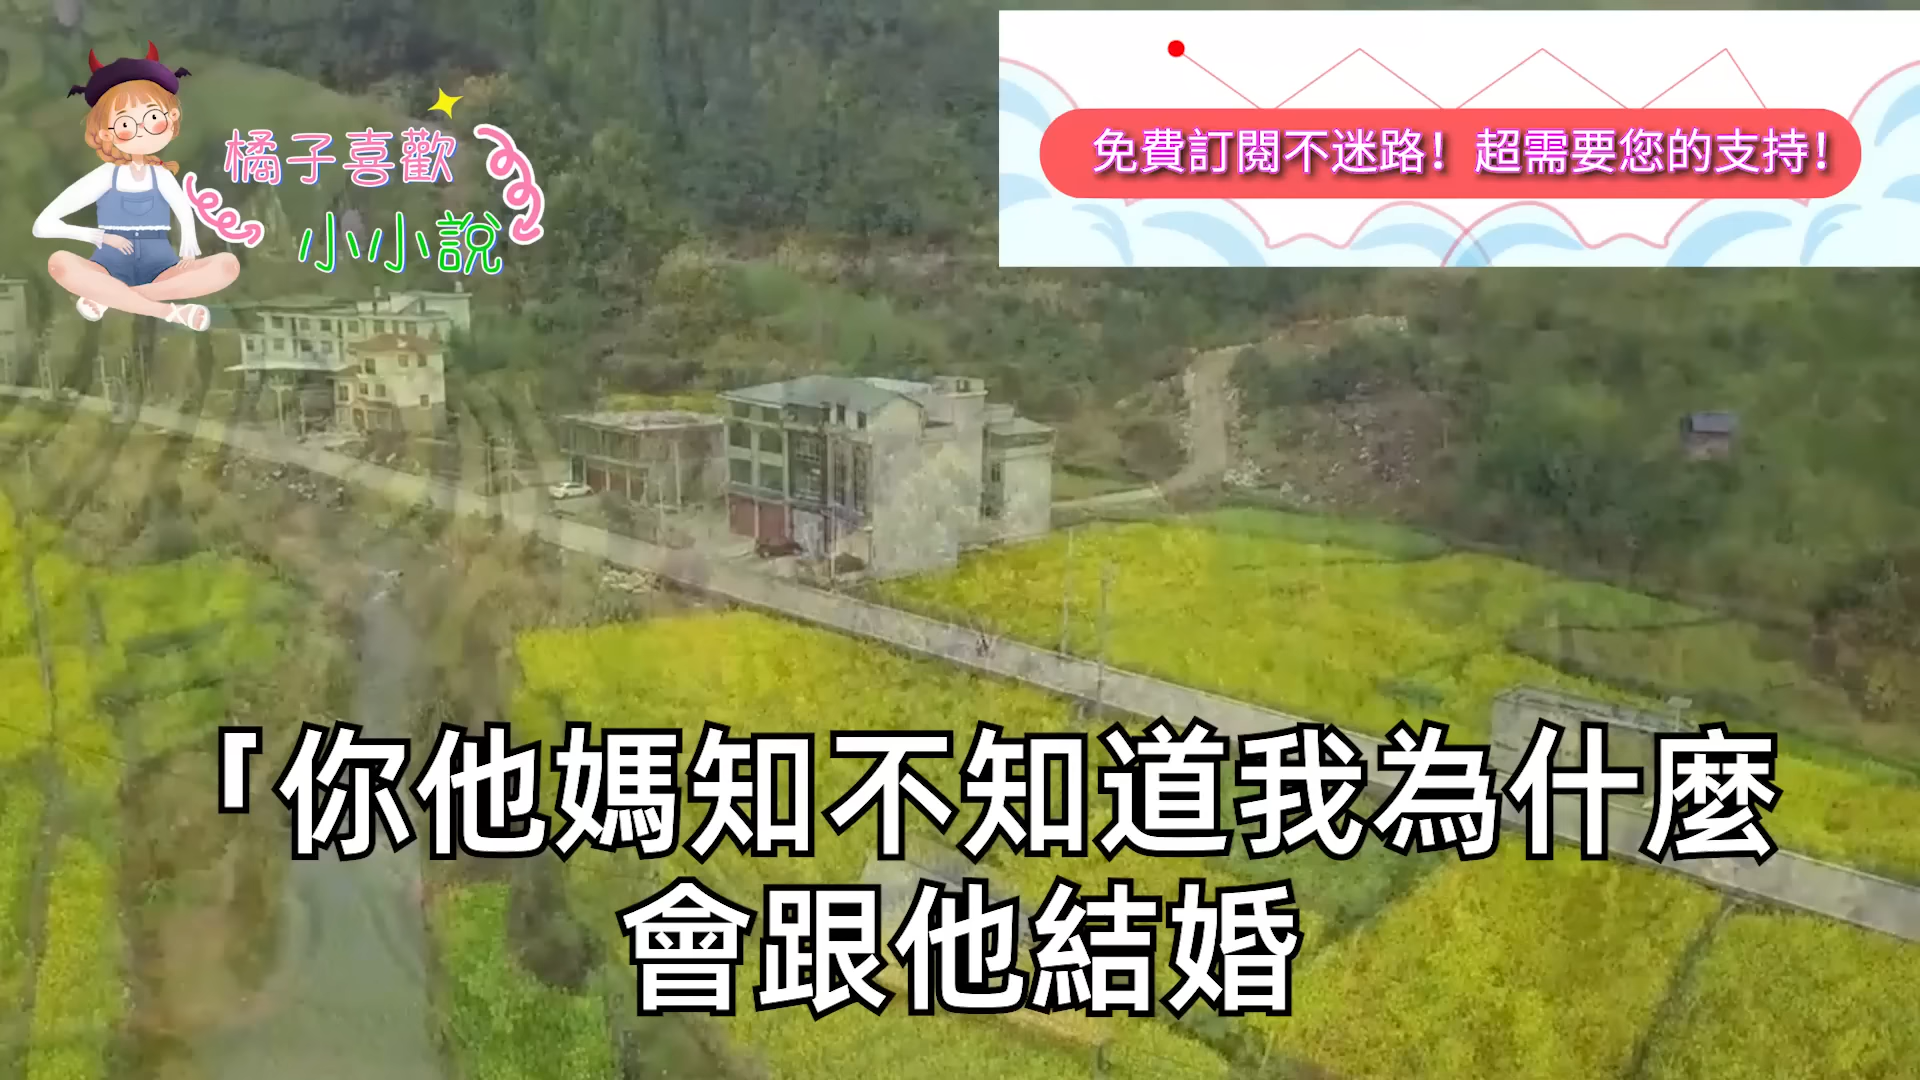 橘子喜歡
小小說
免費訂閱不迷路！超需要您的支持！
「你他媽知不知道我為什麼
會跟他結婚